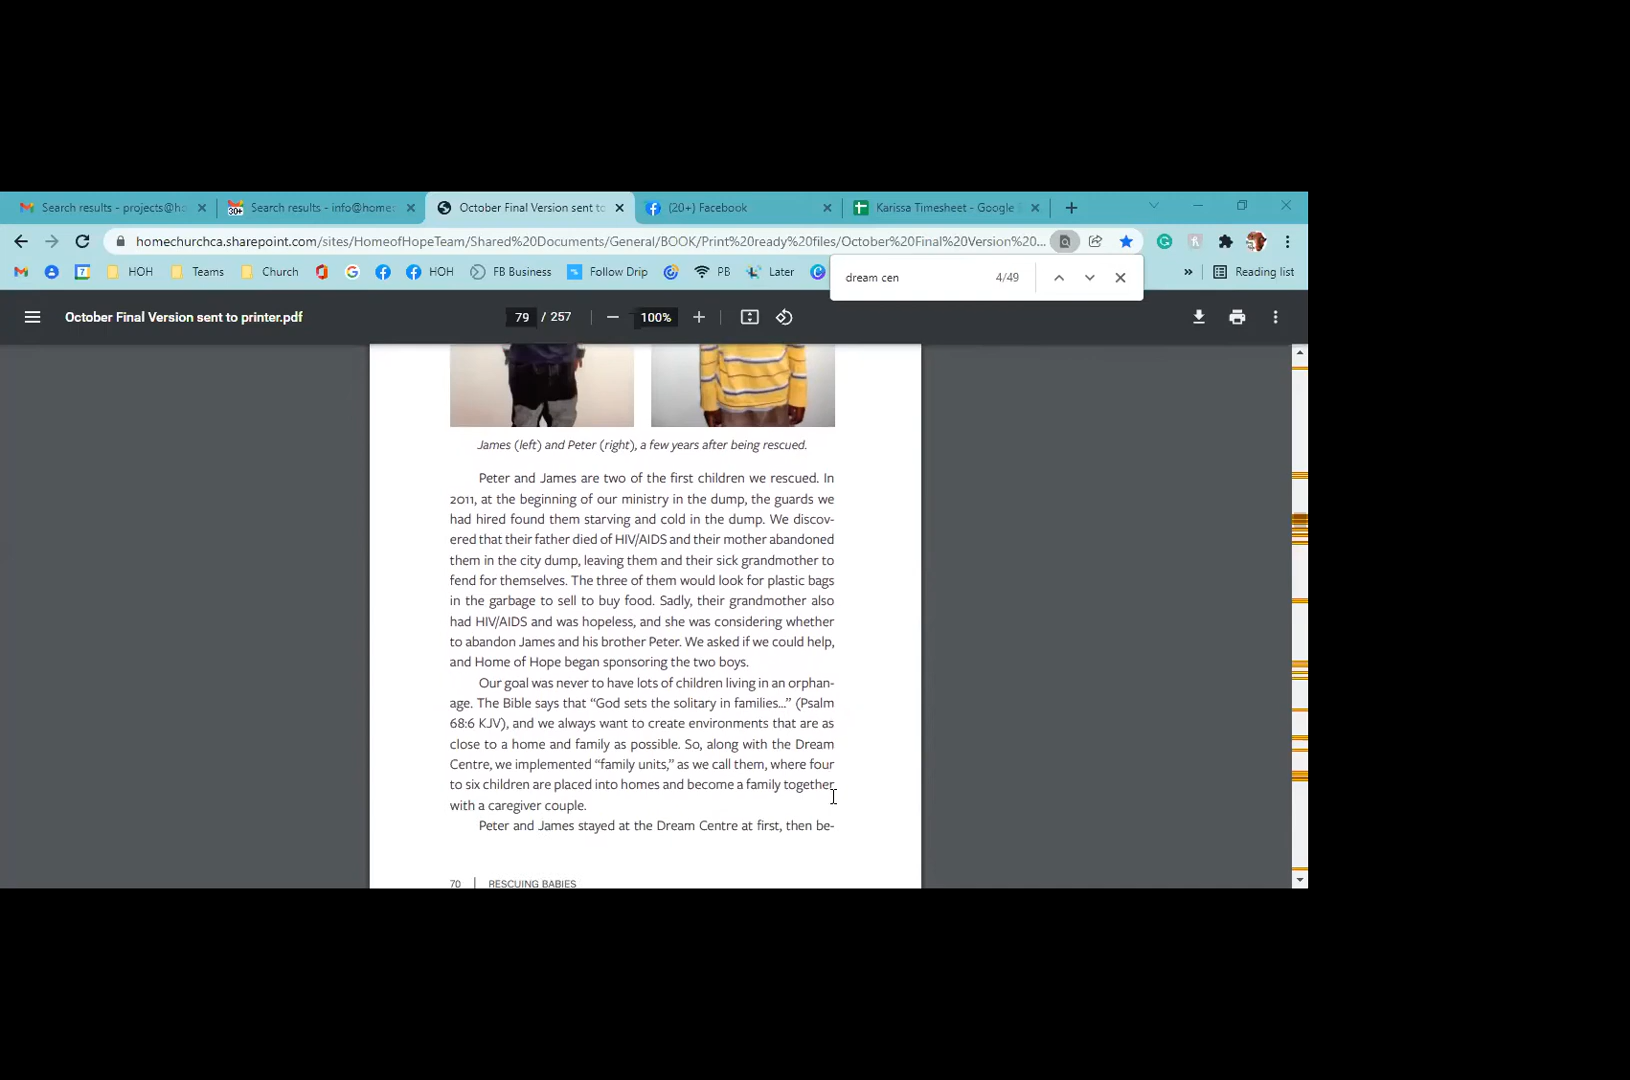 Search results - projects@ho
30+
Search results - info@home
October Final Version sent to
(20+) Facebook
Karissa Timesheet - Google
homechurchca.sharepoint.com/sites/HomeofHopeTeam/Shared%20Documents/General/BOOK/Print%20ready%20files/October%20Final%20Version%20...
7
HOH
Teams
Church
HOH
FB Business
Follow Drip
PB
Later
»
Reading list
dream cen
4/49
October Final Version sent to printer.pdf
79 / 257
100%
James (left) and Peter (right), a few years after being rescued.
Peter and James are two of the first children we rescued. In
2011, at the beginning of our ministry in the dump, the guards we
had hired found them starving and cold in the dump. We discov-
ered that their father died of HIV/AIDS and their mother abandoned
them in the city dump, leaving them and their sick grandmother to
fend for themselves. The three of them would look for plastic bags
in the garbage to sell to buy food. Sadly, their grandmother also
had HIV/AIDS and was hopeless, and she was considering whether
to abandon James and his brother Peter. We asked if we could help,
and Home of Hope began sponsoring the two boys.
Our goal was never to have lots of children living in an orphan-
age. The Bible says that “God sets the solitary in families...” (Psalm
68:6 KJV), and we always want to create environments that are as
close to a home and family as possible. So, along with the Dream
Centre, we implemented “family units,” as we call them, where four
to six children are placed into homes and become a family together
with a caregiver couple.
Peter and James stayed at the Dream Centre at first, then be-
70 | RESCUING BABIES